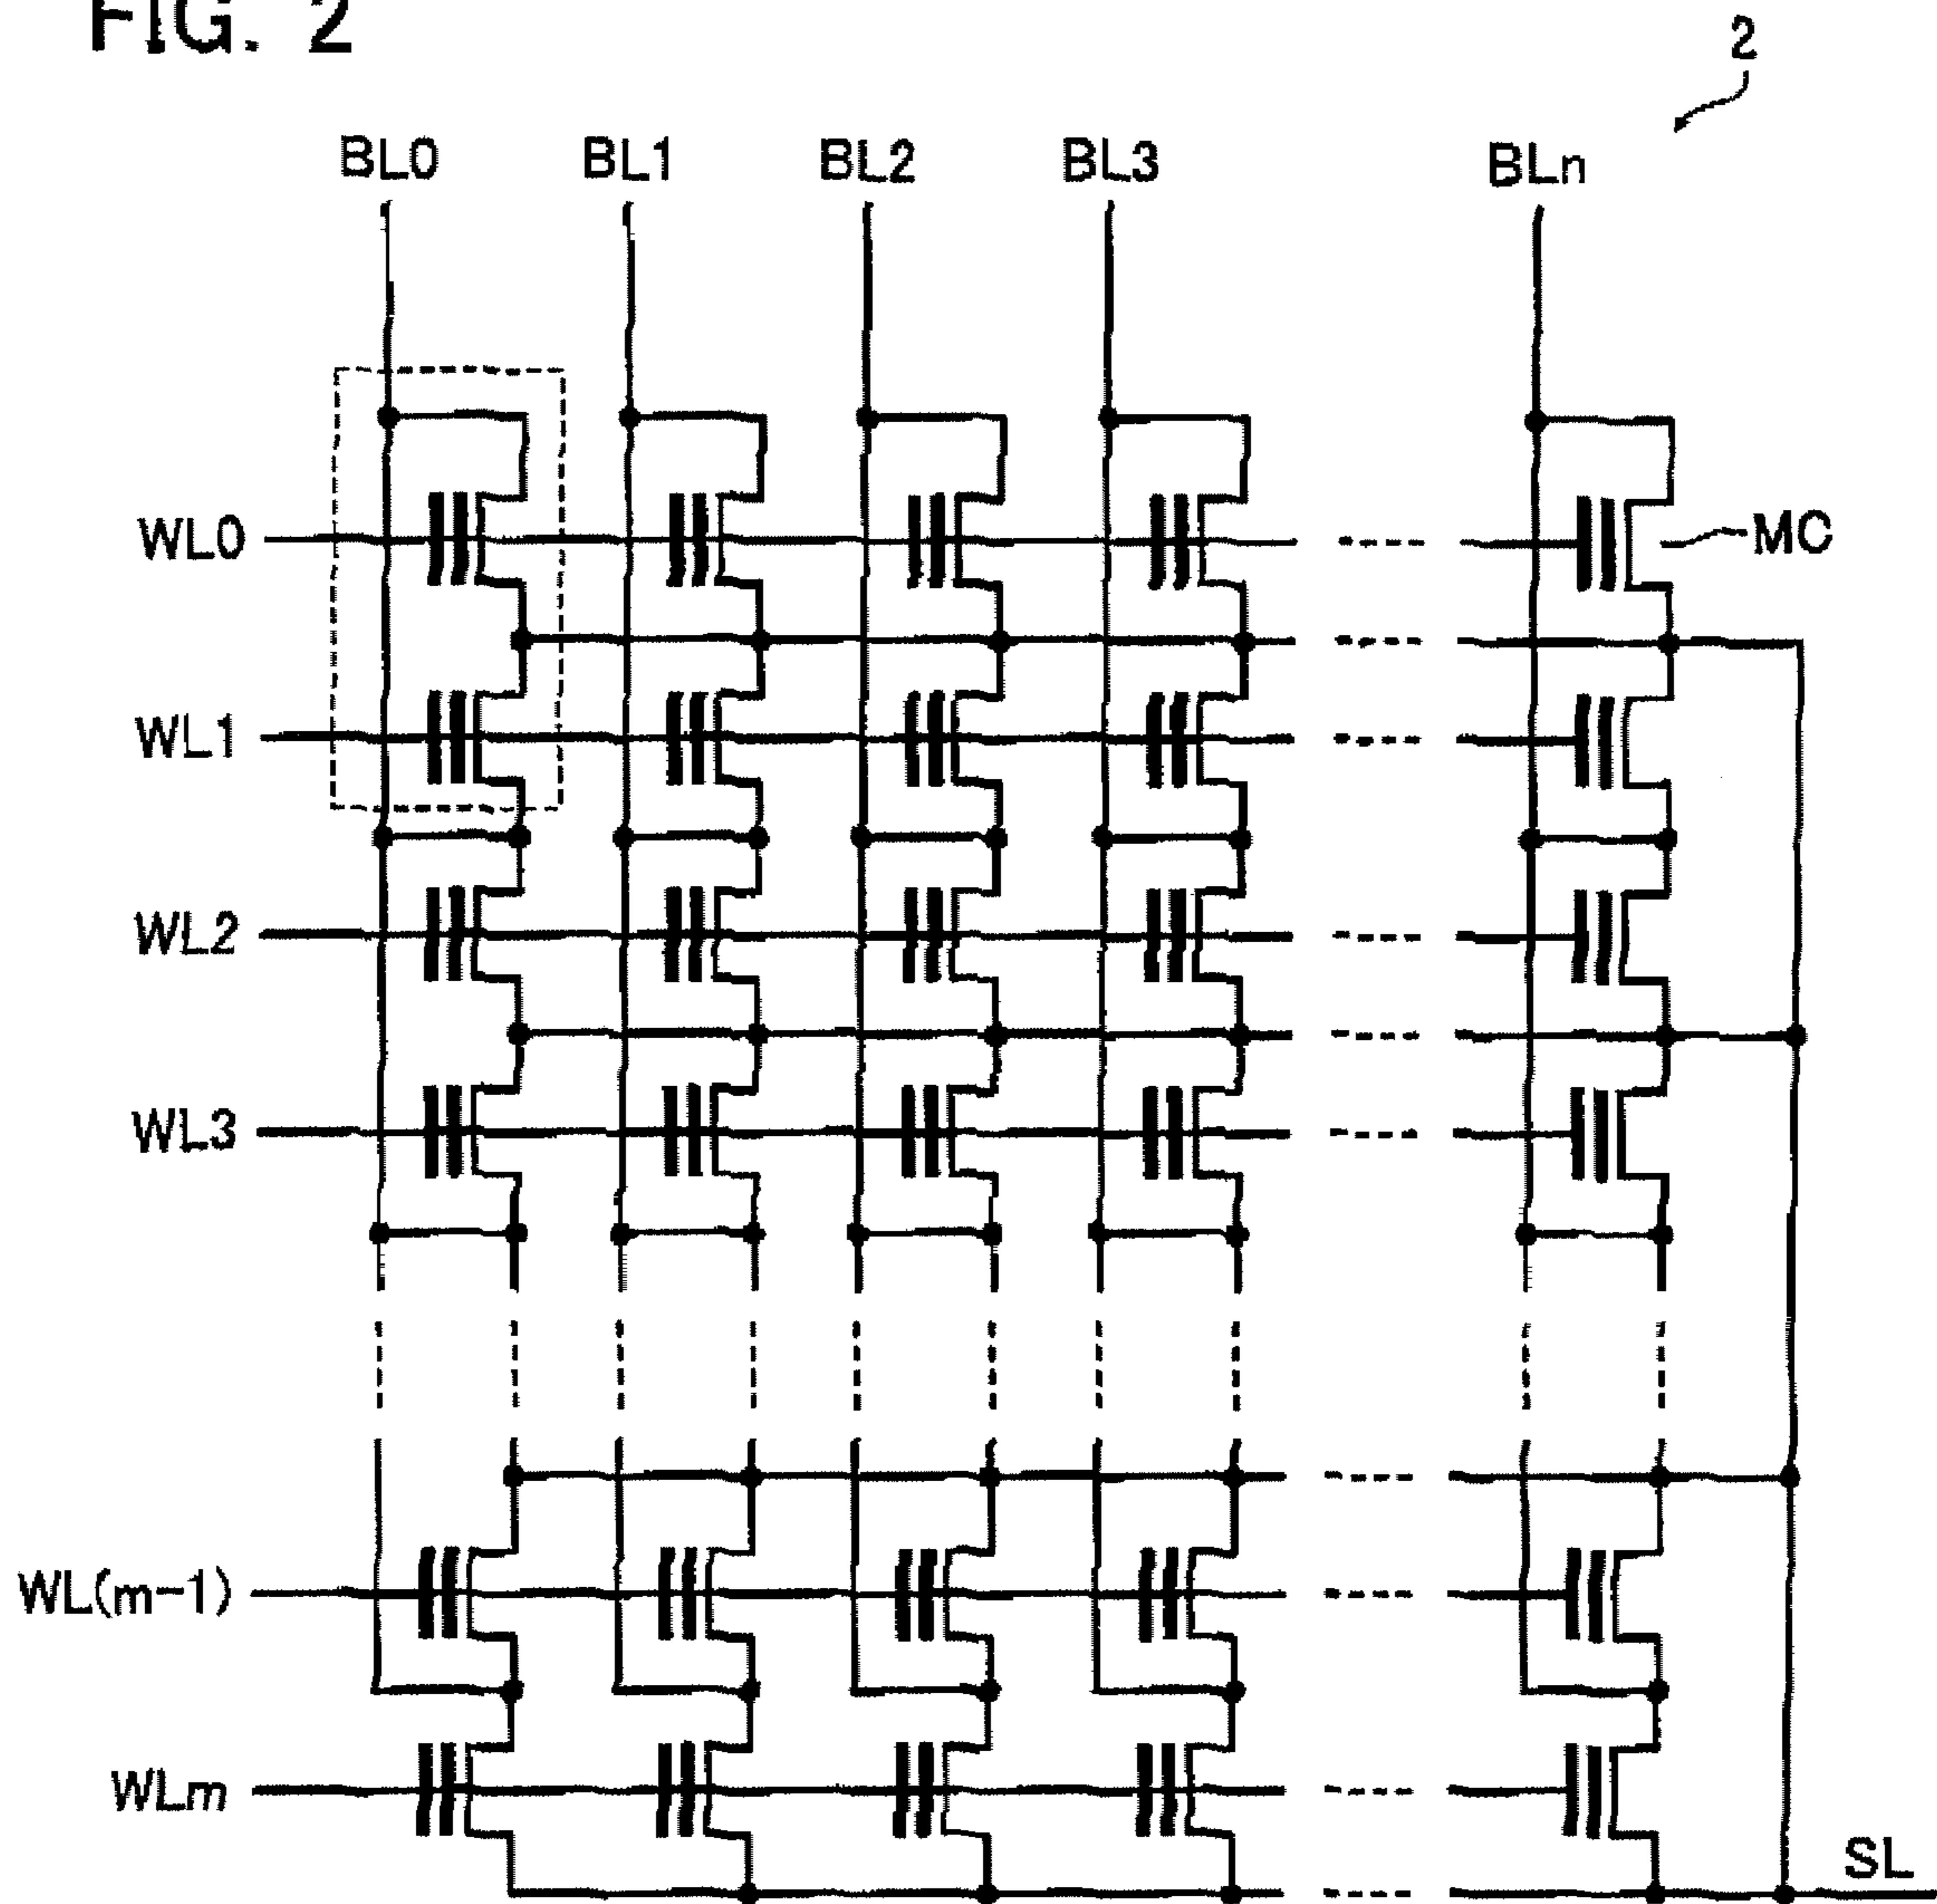 FIG. 2
2
BL0 BL1 BL2 BL3 BLn
WL0
MC
WL1
WL2
WL3
WL(m-1)
WLm
SL